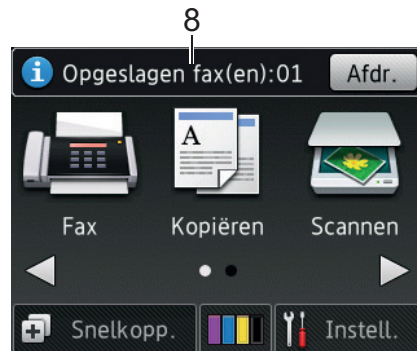 8
Opgeslagen fax(en):01 Afdr.
A
Fax Kopiëren Scannen
Snelkopp. Instell.